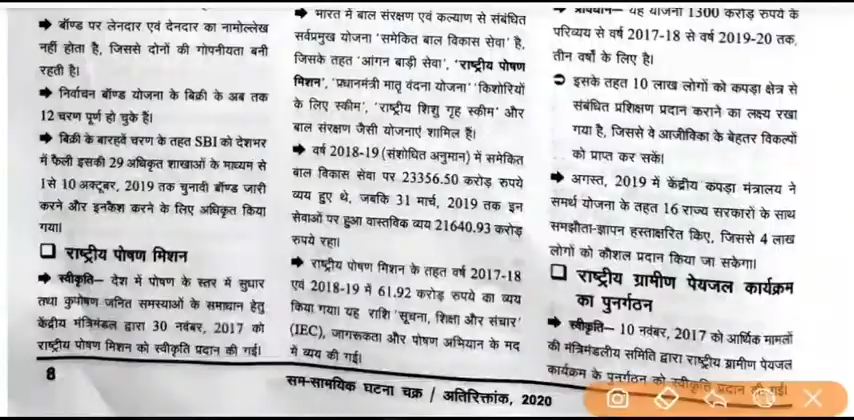 ➡ बॉण्ड पर लेनदार एवं देनदार का नामोल्लेख
नहीं होता है, जिससे दोनों की गोपनीयता बनी
रहती है।
➡ निर्वाचन बॉण्ड योजना के बिक्री के अब तक
12 चरण पूर्ण हो चुके हैं।
➡ बिक्री के बारहवें चरण के तहत SBI को देशभर
में फैली इसकी 29 अधिकृत शाखाओं के माध्यम से
1से 10 अक्टूबर, 2019 तक चुनावी बॉण्ड जारी
करने और इनकैश करने के लिए अधिकृत किया
गया।
❑ राष्ट्रीय पोषण मिशन
➡ स्वीकृति– देश में पोषण के स्तर में सुधार
तथा कुपोषण जनित समस्याओं के समाधान हेतु
केंद्रीय मंत्रिमंडल द्वारा 30 नवंबर, 2017 को
राष्ट्रीय पोषण मिशन को स्वीकृति प्रदान की गई।
➡ भारत में बाल संरक्षण एवं कल्याण से संबंधित
सर्वप्रमुख योजना 'समेकित बाल विकास सेवा' है,
जिसके तहत 'आंगन बाड़ी सेवा', 'राष्ट्रीय पोषण
मिशन', 'प्रधानमंत्री मातृ वंदना योजना' 'किशोरियों
के लिए स्कीम', 'राष्ट्रीय शिशु गृह स्कीम' और
बाल संरक्षण जैसी योजनाएं शामिल हैं।
➡ वर्ष 2018-19 (संशोधित अनुमान) में समेकित
बाल विकास सेवा पर 23356.50 करोड़ रुपये
व्यय हुए थे, जबकि 31 मार्च, 2019 तक इन
सेवाओं पर हुआ वास्तविक व्यय 21640.93 करोड़
रुपये रहा।
➡ राष्ट्रीय पोषण मिशन के तहत वर्ष 2017-18
एवं 2018-19 में 61.92 करोड़ रुपये का व्यय
किया गया। यह राशि 'सूचना, शिक्षा और संचार'
(IEC), जागरूकता और पोषण अभियान के मद
में व्यय की गई।
➡ प्रावधान– यह योजना 1300 करोड़ रुपये के
परिव्यय से वर्ष 2017-18 से वर्ष 2019-20 तक,
तीन वर्षों के लिए है।
➲ इसके तहत 10 लाख लोगों को कपड़ा क्षेत्र से
संबंधित प्रशिक्षण प्रदान कराने का लक्ष्य रखा
गया है, जिससे वे आजीविका के बेहतर विकल्पों
को प्राप्त कर सकें।
➡ अगस्त, 2019 में केंद्रीय कपड़ा मंत्रालय ने
समर्थ योजना के तहत 16 राज्य सरकारों के साथ
समझौता-ज्ञापन हस्ताक्षरित किए, जिससे 4 लाख
लोगों को कौशल प्रदान किया जा सकेगा।
❑ राष्ट्रीय ग्रामीण पेयजल कार्यक्रम
का पुनर्गठन
➡ स्वीकृति– 10 नवंबर, 2017 को आर्थिक मामलों
की मंत्रिमंडलीय समिति द्वारा राष्ट्रीय ग्रामीण पेयजल
कार्यक्रम के पुनर्गठन को स्वीकृति प्रदान की गई।
8
सम-सामयिक घटना चक्र / अतिरिक्तांक, 2020